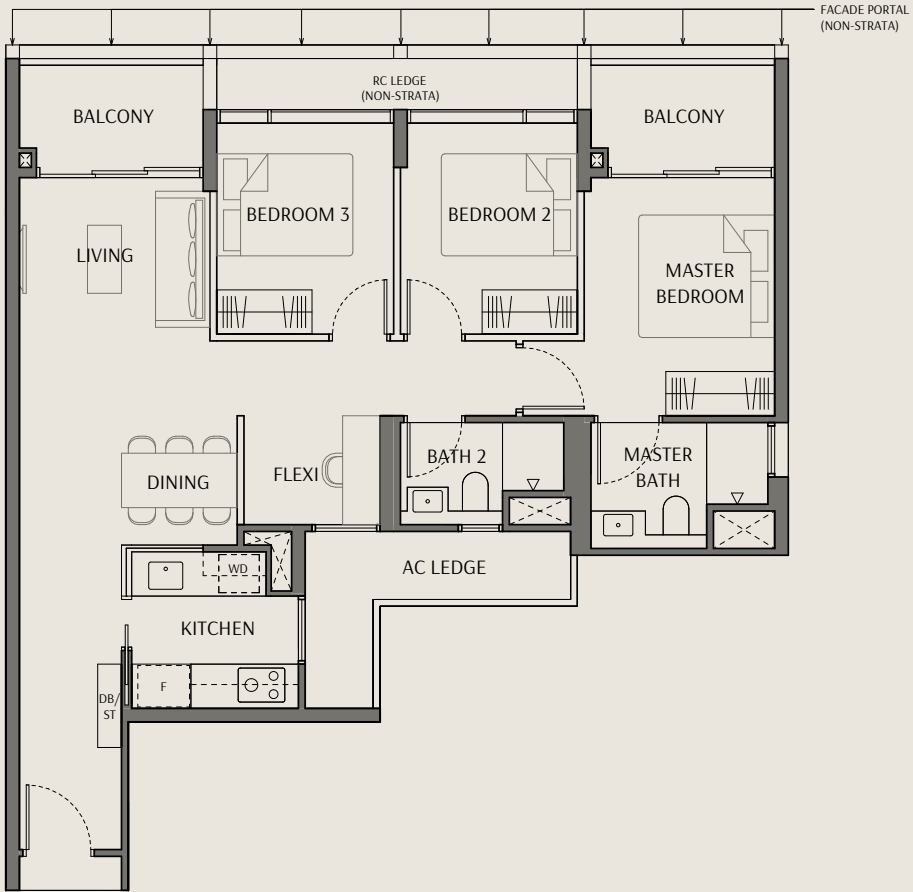 FACADE PORTAL
(NON-STRATA)
RC LEDGE
(NON-STRATA)
BALCONY
BALCONY
BEDROOM 3
BEDROOM 2
LIVING
MASTER
BEDROOM
DINING
FLEXI
BATH 2
MASTER
BATH
WD
AC LEDGE
KITCHEN
F
DB/
ST